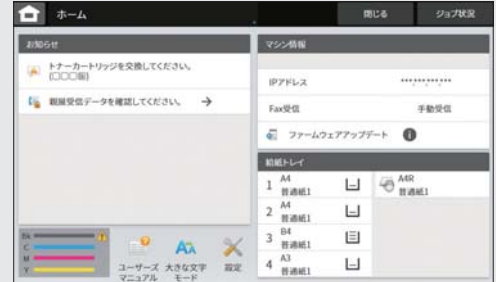 ホーム
閉じる
ジョブ状況
お知らせ
トナーカートリッジを交換してください。
(□□□版)
親展受信データを確認してください。 →
マシン情報
IPアドレス ***.***.***.***
Fax受信 手動受信
ファームウェアアップデート
給紙トレイ
1 A4
普通紙1
A4R
普通紙1
2 A4
普通紙1
3 B4
普通紙1
4 A3
普通紙1
Bk
C
M
Y
ユーザーズ
マニュアル
大きな文字
モード
設定